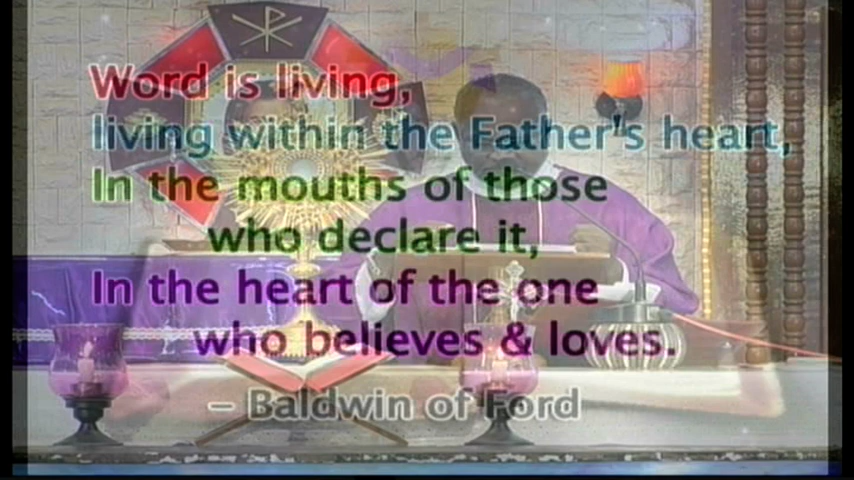 Word is living,
living within the Father's heart,
In the mouths of those
who declare it,
In the heart of the one
who believes & loves.
– Baldwin of Ford